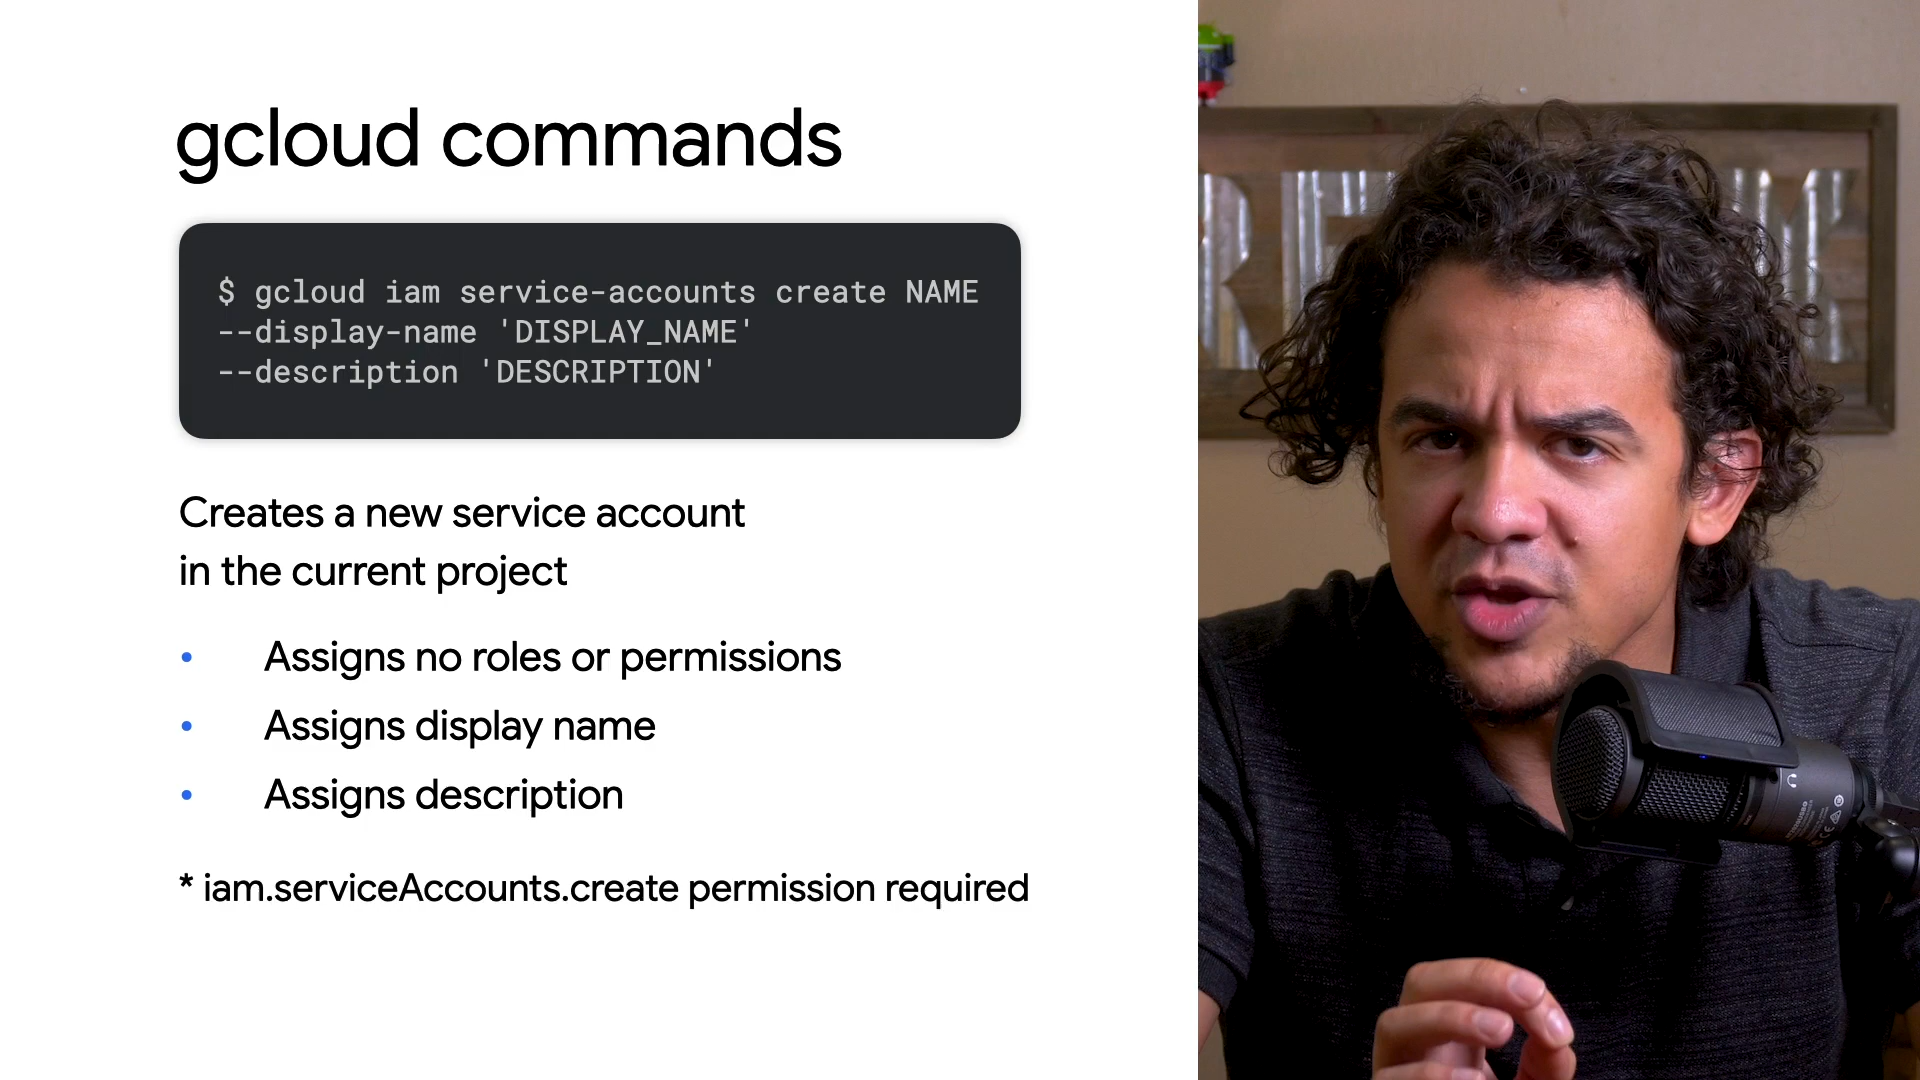 gcloud commands
$ gcloud iam service-accounts create NAME
--display-name 'DISPLAY_NAME'
--description 'DESCRIPTION'
Creates a new service account
in the current project
• Assigns no roles or permissions
• Assigns display name
• Assigns description
* iam.serviceAccounts.create permission required